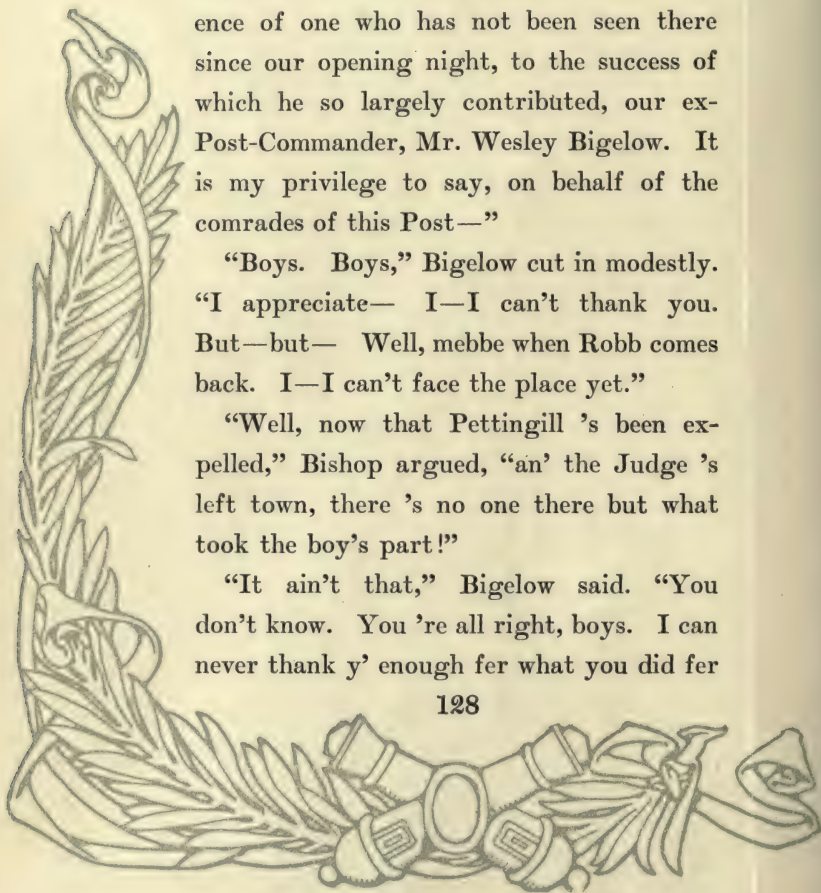 ence of one who has not been seen there
since our opening night, to the success of
which he so largely contributed, our ex-
Post-Commander, Mr. Wesley Bigelow. It
is my privilege to say, on behalf of the
comrades of this Post—”
“Boys. Boys,” Bigelow cut in modestly.
“I appreciate— I—I can't thank you.
But—but— Well, mebbe when Robb comes
back. I—I can't face the place yet.”
“Well, now that Pettingill 's been ex-
pelled,” Bishop argued, “an' the Judge 's
left town, there 's no one there but what
took the boy's part!”
“It ain't that,” Bigelow said. “You
don't know. You 're all right, boys. I can
never thank y' enough fer what you did fer
128